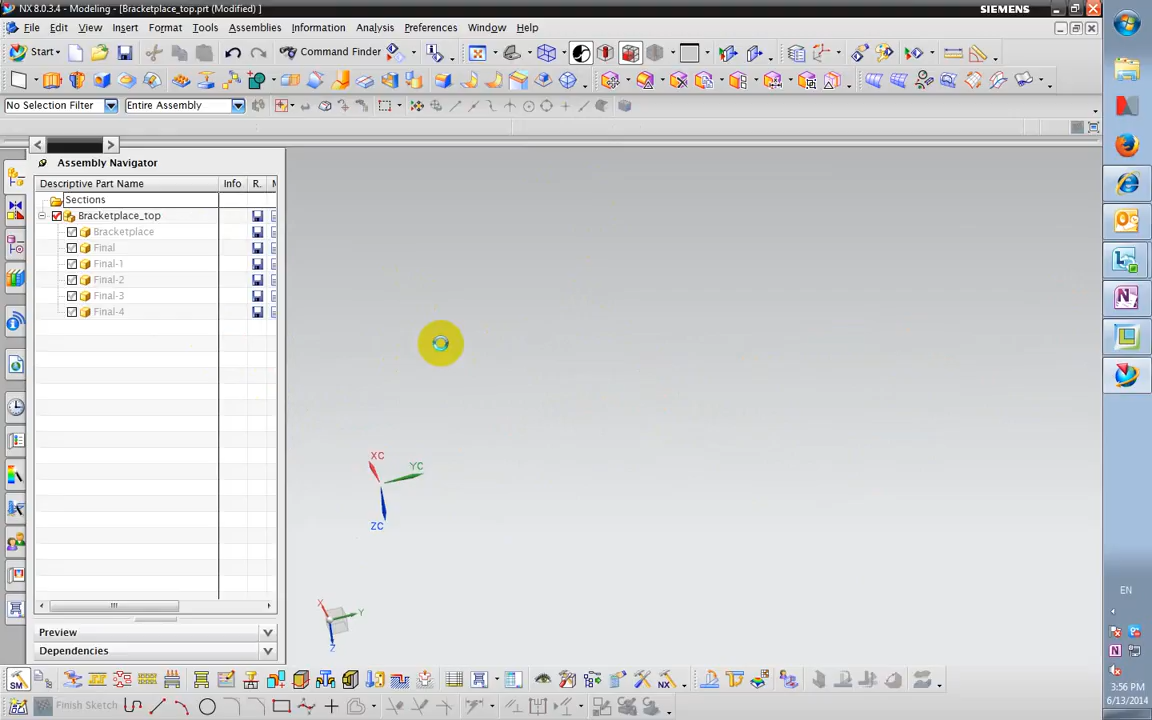 NX 8.0.3.4 - Modeling - [Bracketplace_top.prt (Modified) ]
SIEMENS
File Edit View Insert Format Tools Assemblies Information Analysis Preferences Window Help
Start Command Finder
No Selection Filter Entire Assembly
Assembly Navigator
Descriptive Part Name Info R. M
Sections
Bracketplace_top
Bracketplace
Final
Final-1
Final-2
Final-3
Final-4
XC
YC
ZC
X
Y
Z
Preview
Dependencies
EN
SM NX
Finish Sketch
3:56 PM
6/13/2014